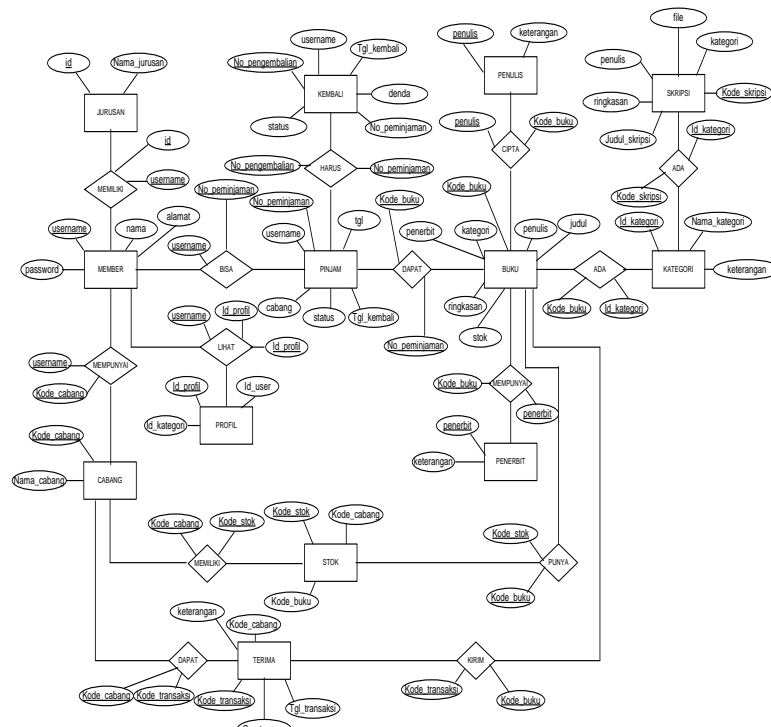 file
username
Tgl_kembali
penulis
keterangan
kategori
id
Nama_jurusan
No_pengembalian
penulis
JURUSAN
KEMBALI
denda
PENULIS
SKRIPSI
Kode_skripsi
ringkasan
status
No_peminjaman
Judul_skripsi
id
penulis
Kode_buku
Id_kategori
CIPTA
No_pengembalian
HARUS
No_peminjaman
ADA
MEMILIKI
username
No_peminjaman
Kode_buku
Kode_skripsi
No_peminjaman
Kode_buku
alamat
username
nama
tgl
kategori
penulis
judul
Id_kategori
Nama_kategori
username
username
penerbit
password
MEMBER
BISA
PINJAM
DAPAT
BUKU
ADA
KATEGORI
keterangan
cabang
status
Tgl_kembali
ringkasan
stok
Kode_buku
Id_kategori
username
Id_profil
No_peminjaman
LIHAT
Id_profil
username
MEMPUNYAI
Kode_cabang
Id_profil
Id_user
Kode_buku
MEMPUNYAI
penerbit
Id_kategori
PROFIL
Kode_cabang
penerbit
Nama_cabang
CABANG
keterangan
PENERBIT
Kode_cabang
Kode_stok
Kode_stok
Kode_cabang
Kode_stok
MEMILIKI
STOK
PUNYA
Kode_buku
Kode_buku
keterangan
Kode_cabang
DAPAT
TERIMA
KIRIM
Kode_cabang
Kode_transaksi
Kode_transaksi
Tgl_transaksi
Kode_transaksi
Kode_buku